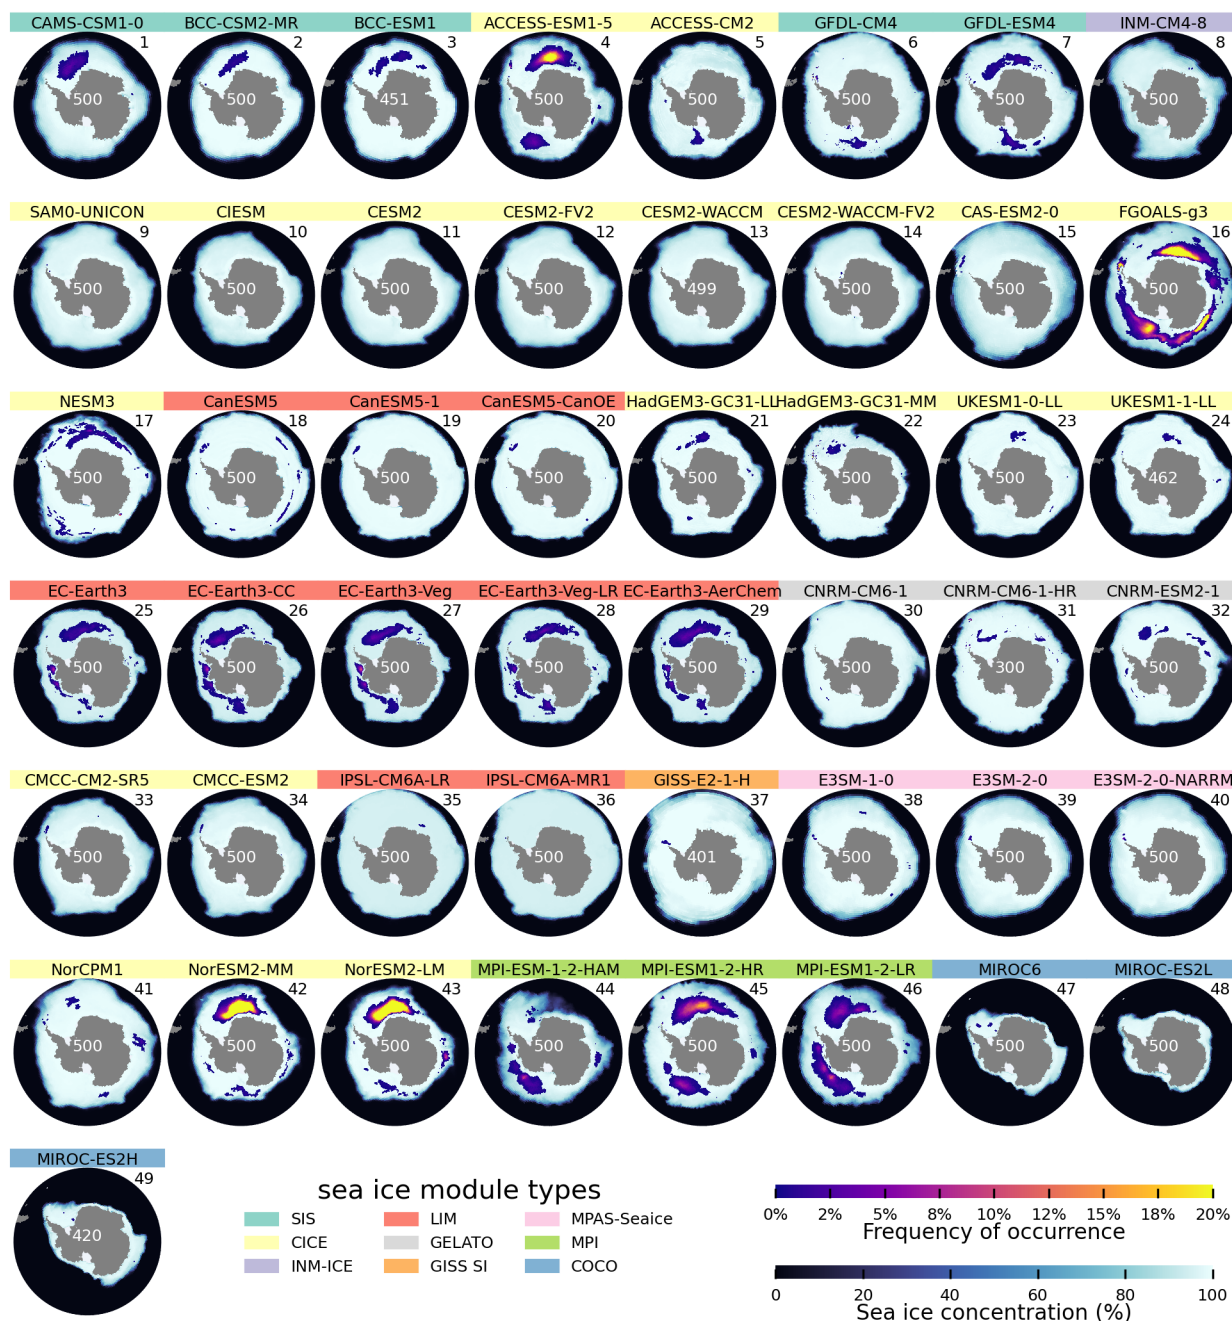 CAMS-CSM1-0 BCC-CSM2-MR BCC-ESM1 ACCESS-ESM1-5 ACCESS-CM2 GFDL-CM4 GFDL-ESM4 INM-CM4-8
1 2 3 4 5 6 7 8
500 500 451 500 500 500 500 500
SAM0-UNICON CIESM CESM2 CESM2-FV2 CESM2-WACCM CESM2-WACCM-FV2 CAS-ESM2-0 FGOALS-g3
9 10 11 12 13 14 15 16
500 500 500 500 499 500 500 500
NESM3 CanESM5 CanESM5-1 CanESM5-CanOE HadGEM3-GC31-LL HadGEM3-GC31-MM UKESM1-0-LL UKESM1-1-LL
17 18 19 20 21 22 23 24
500 500 500 500 500 500 500 462
EC-Earth3 EC-Earth3-CC EC-Earth3-Veg EC-Earth3-Veg-LR EC-Earth3-AerChem CNRM-CM6-1 CNRM-CM6-1-HR CNRM-ESM2-1
25 26 27 28 29 30 31 32
500 500 500 500 500 500 300 500
CMCC-CM2-SR5 CMCC-ESM2 IPSL-CM6A-LR IPSL-CM6A-MR1 GISS-E2-1-H E3SM-1-0 E3SM-2-0 E3SM-2-0-NARRM
33 34 35 36 37 38 39 40
500 500 500 500 401 500 500 500
NorCPM1 NorESM2-MM NorESM2-LM MPI-ESM-1-2-HAM MPI-ESM1-2-HR MPI-ESM1-2-LR MIROC6 MIROC-ES2L
41 42 43 44 45 46 47 48
500 500 500 500 500 500 500 500
MIROC-ES2H
49
420
sea ice module types
SIS LIM MPAS-Seaice
CICE GELATO MPI
INM-ICE GISS SI COCO
0% 2% 5% 8% 10% 12% 15% 18% 20%
Frequency of occurrence
0 20 40 60 80 100
Sea ice concentration (%)